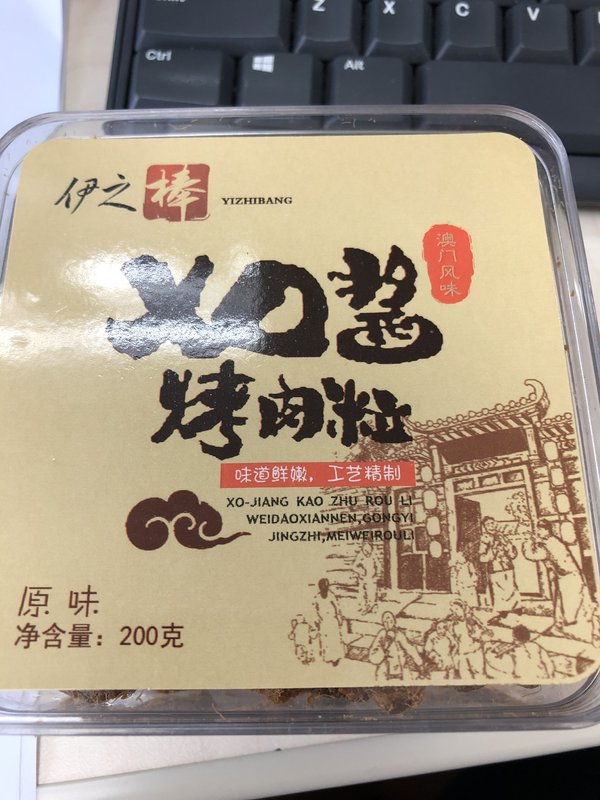 Z X C V
Ctrl Alt
伊之棒 YIZHIBANG
澳门风味
XO酱
烤肉粒
味道鲜嫩，工艺精制
XO-JIANG KAO ZHU ROU LI
WEIDAOXIANNEN,GONGYI
JINGZHI,MEIWEIROULI
原味
净含量：200克